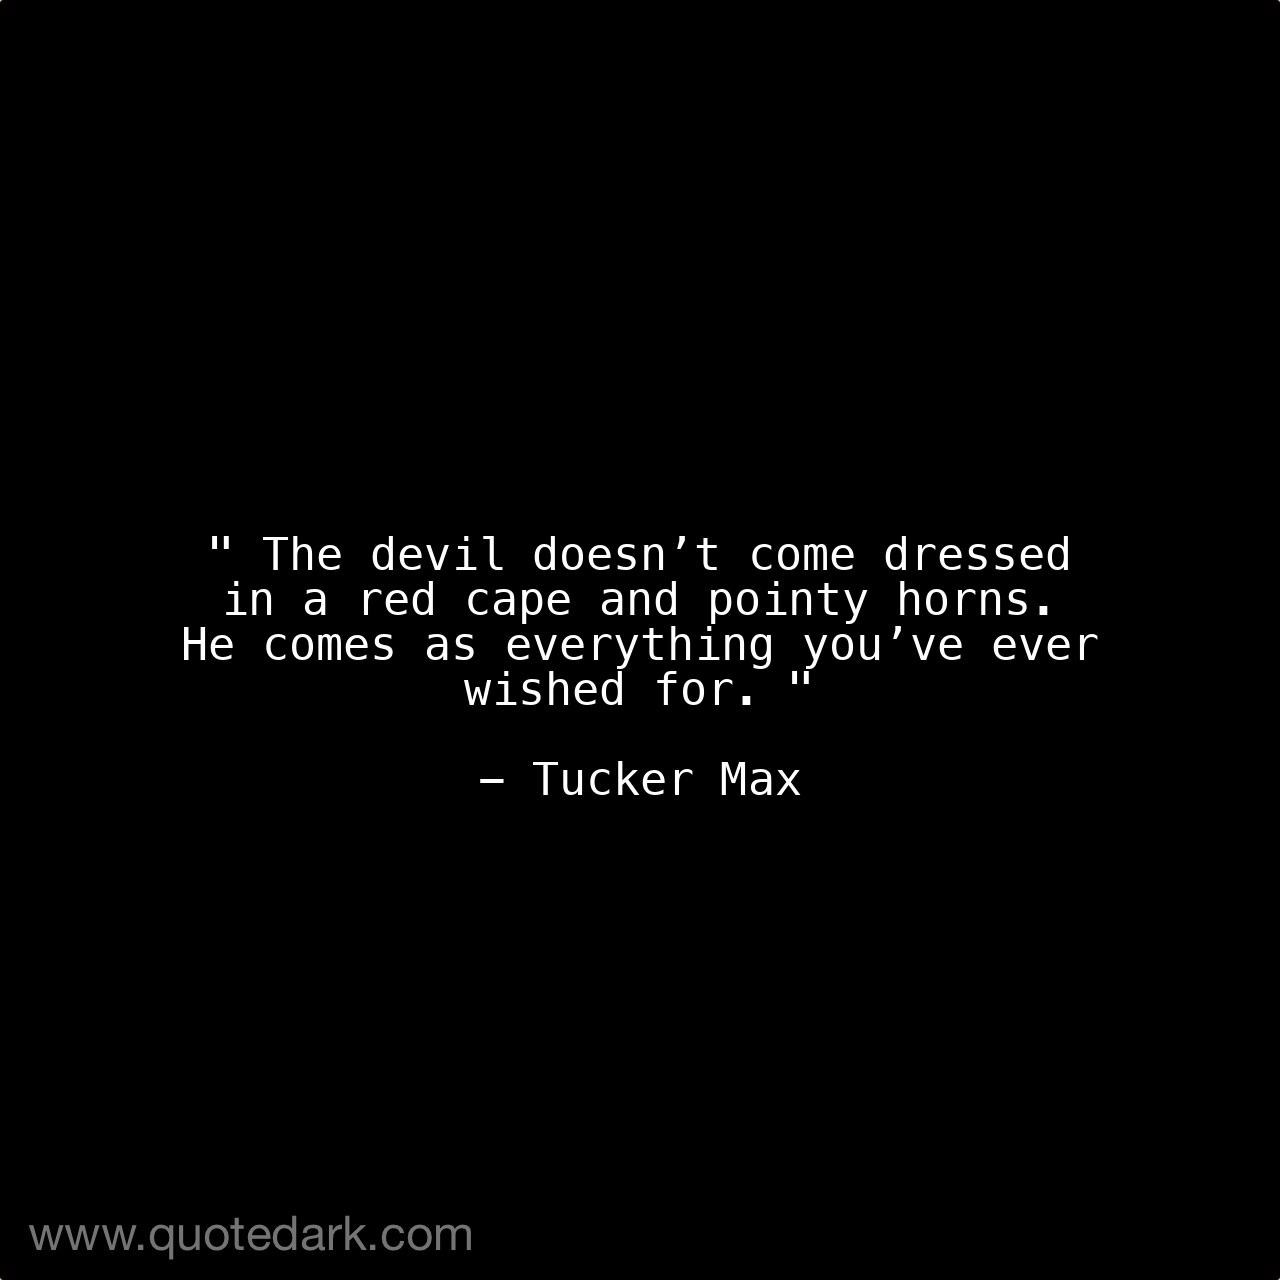 " The devil doesn’t come dressed
in a red cape and pointy horns.
He comes as everything you’ve ever
wished for. "
– Tucker Max
www.quotedark.com